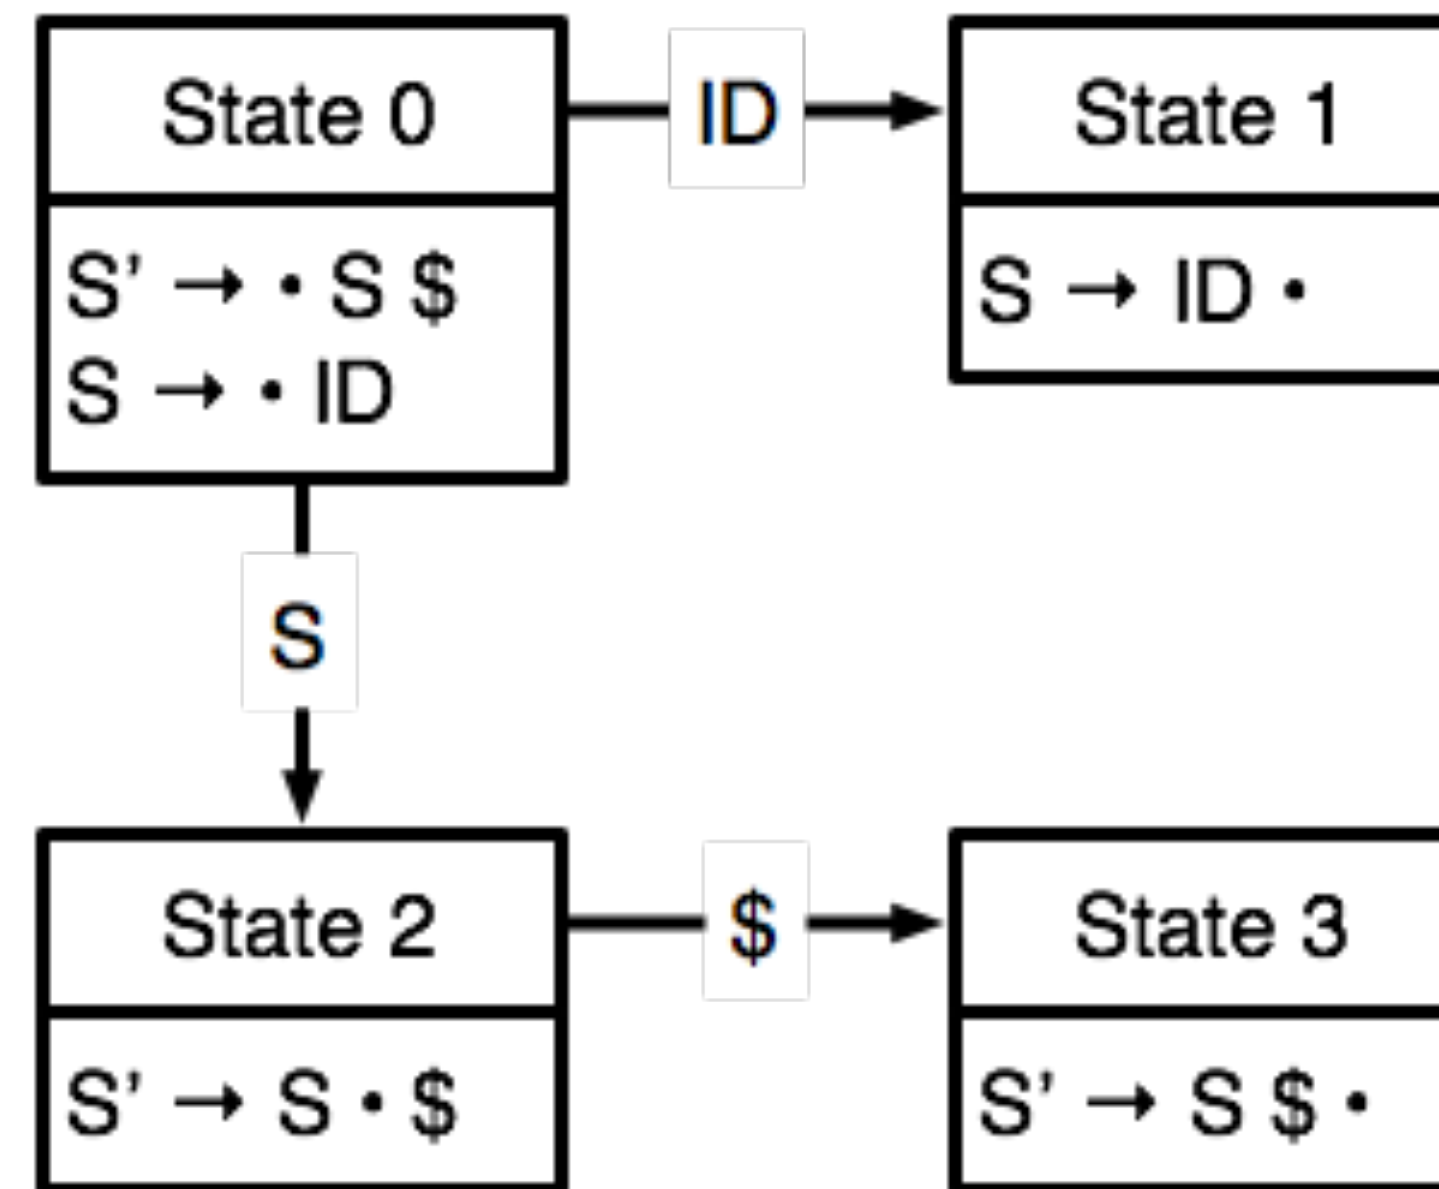 State 0
ID
State 1
S’ → • S $
S → • ID
S → ID •
S
State 2
$
State 3
S’ → S • $
S’ → S $ •